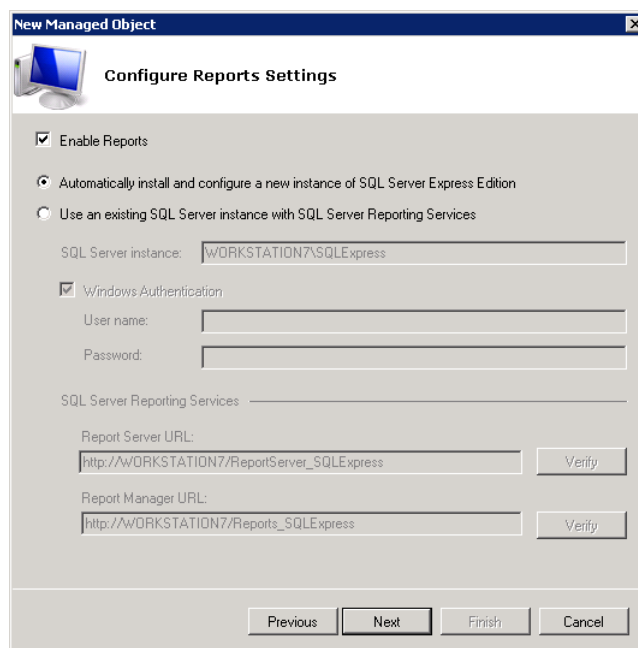 New Managed Object
Configure Reports Settings
Enable Reports
Automatically install and configure a new instance of SQL Server Express Edition
Use an existing SQL Server instance with SQL Server Reporting Services
SQL Server instance: WORKSTATION7\SQLExpress
Windows Authentication
User name:
Password:
SQL Server Reporting Services
Report Server URL:
http://WORKSTATION7/ReportServer_SQLExpress Verify
Report Manager URL:
http://WORKSTATION7/Reports_SQLExpress Verify
Previous Next Finish Cancel